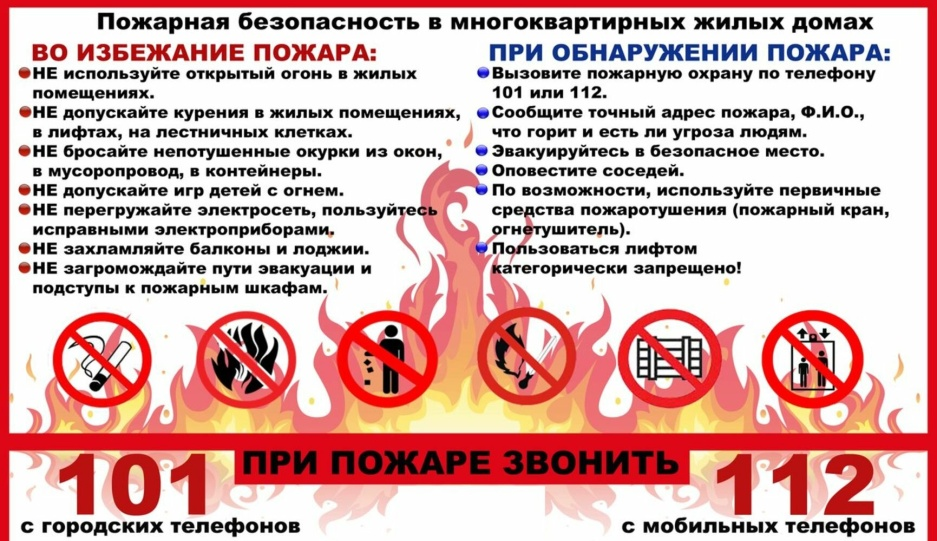 Пожарная безопасность в многоквартирных жилых домах
ВО ИЗБЕЖАНИЕ ПОЖАРА:
НЕ используйте открытый огонь в жилых
помещениях.
НЕ допускайте курения в жилых помещениях,
в лифтах, на лестничных клетках.
НЕ бросайте непотушенные окурки из окон,
в мусоропровод, в контейнеры.
НЕ допускайте игр детей с огнем.
НЕ перегружайте электросеть, пользуйтесь
исправными электроприборами.
НЕ захламляйте балконы и лоджии.
НЕ загромождайте пути эвакуации и
подступы к пожарным шкафам.
ПРИ ОБНАРУЖЕНИИ ПОЖАРА:
Вызовите пожарную охрану по телефону
101 или 112.
Сообщите точный адрес пожара, Ф.И.О.,
что горит и есть ли угроза людям.
Эвакуируйтесь в безопасное место.
Оповестите соседей.
По возможности, используйте первичные
средства пожаротушения (пожарный кран,
огнетушитель).
Пользоваться лифтом
категорически запрещено!
ПРИ ПОЖАРЕ ЗВОНИТЬ
101
с городских телефонов
112
с мобильных телефонов